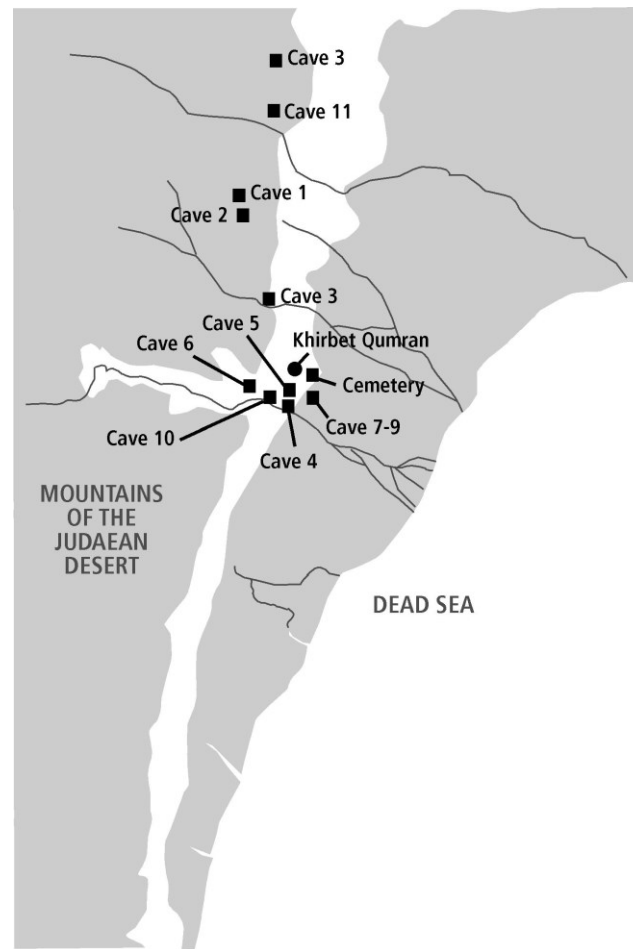 Cave 3
Cave 11
Cave 1
Cave 2
Cave 3
Cave 5
Khirbet Qumran
Cave 6
Cemetery
Cave 7-9
Cave 10
Cave 4
MOUNTAINS
OF THE
JUDAEAN
DESERT
DEAD SEA